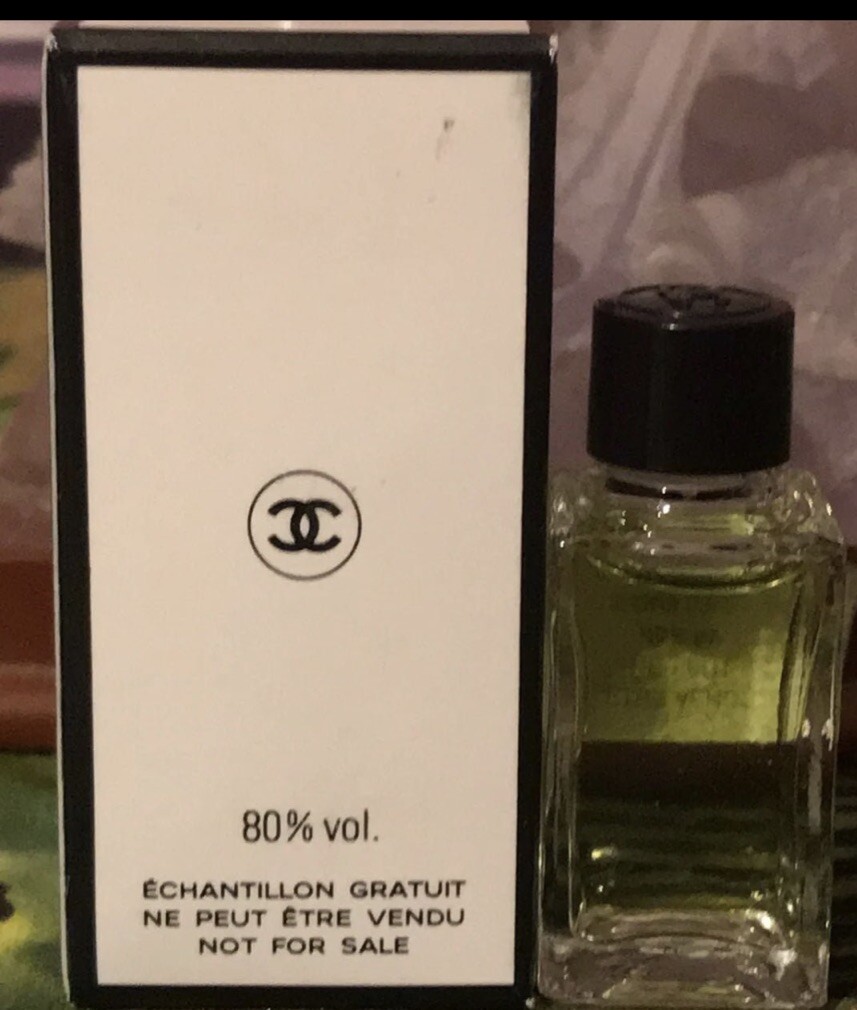 80% vol.
ÉCHANTILLON GRATUIT
NE PEUT ÊTRE VENDU
NOT FOR SALE